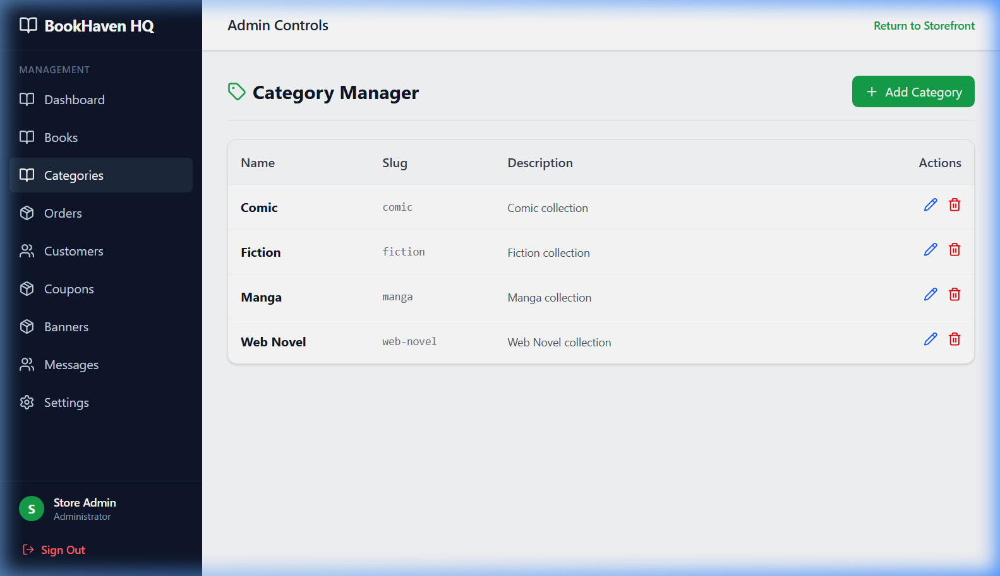 BookHaven HQ
MANAGEMENT
Dashboard
Books
Categories
Orders
Customers
Coupons
Banners
Messages
Settings
S
Store Admin
Administrator
Sign Out
Admin Controls
Return to Storefront
Category Manager
+ Add Category
Name Slug Description Actions
Comic comic Comic collection
Fiction fiction Fiction collection
Manga manga Manga collection
Web Novel web-novel Web Novel collection